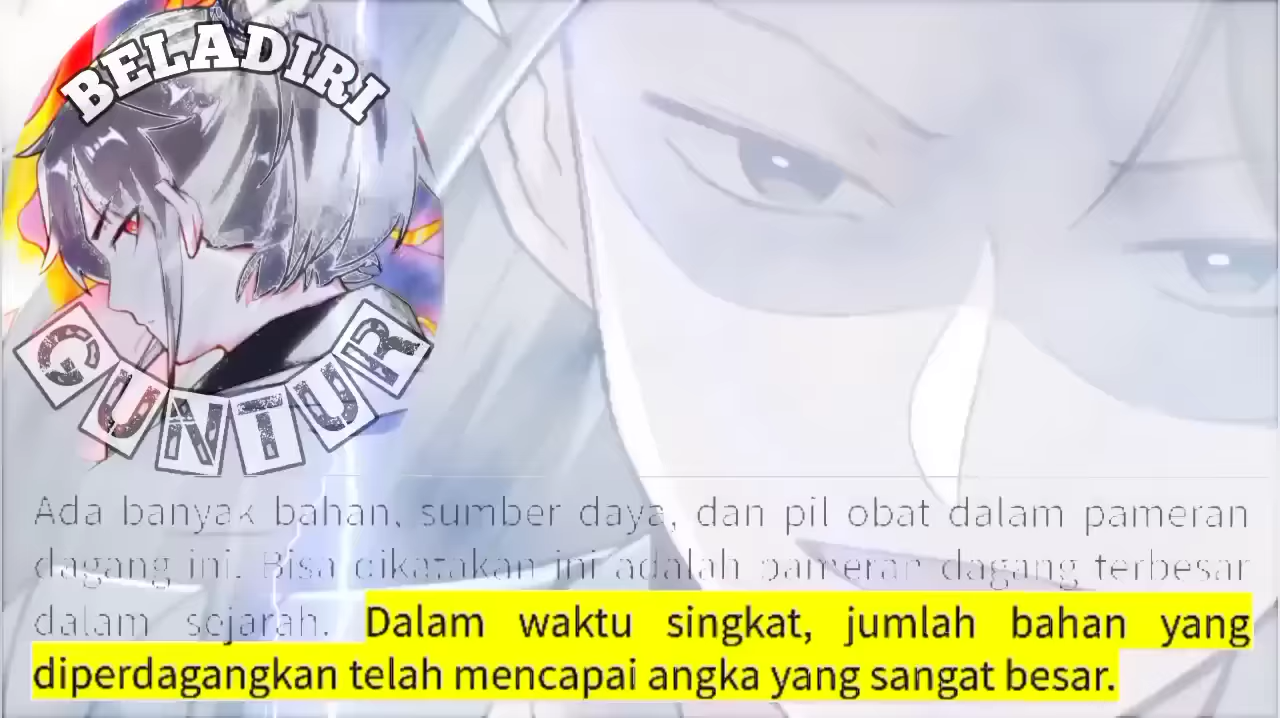 BELADIRI
GUNTUR
Ada banyak bahan, sumber daya, dan pil obat dalam pameran
dagang ini. Bisa dikatakan ini adalah pameran dagang terbesar
dalam sejarah. Dalam waktu singkat, jumlah bahan yang
diperdagangkan telah mencapai angka yang sangat besar.